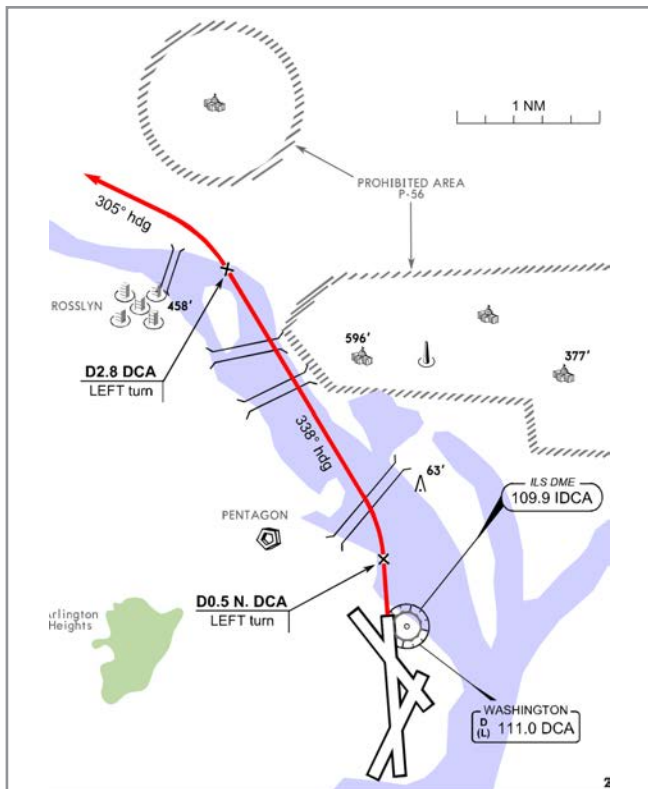 1 NM
PROHIBITED AREA
P-56
305° hdg
ROSSLYN
458'
D2.8 DCA
LEFT turn
596'
377'
338° hdg
63'
ILS DME
109.9 IDCA
PENTAGON
D0.5 N. DCA
LEFT turn
Arlington
Heights
WASHINGTON
D
(L) 111.0 DCA
2